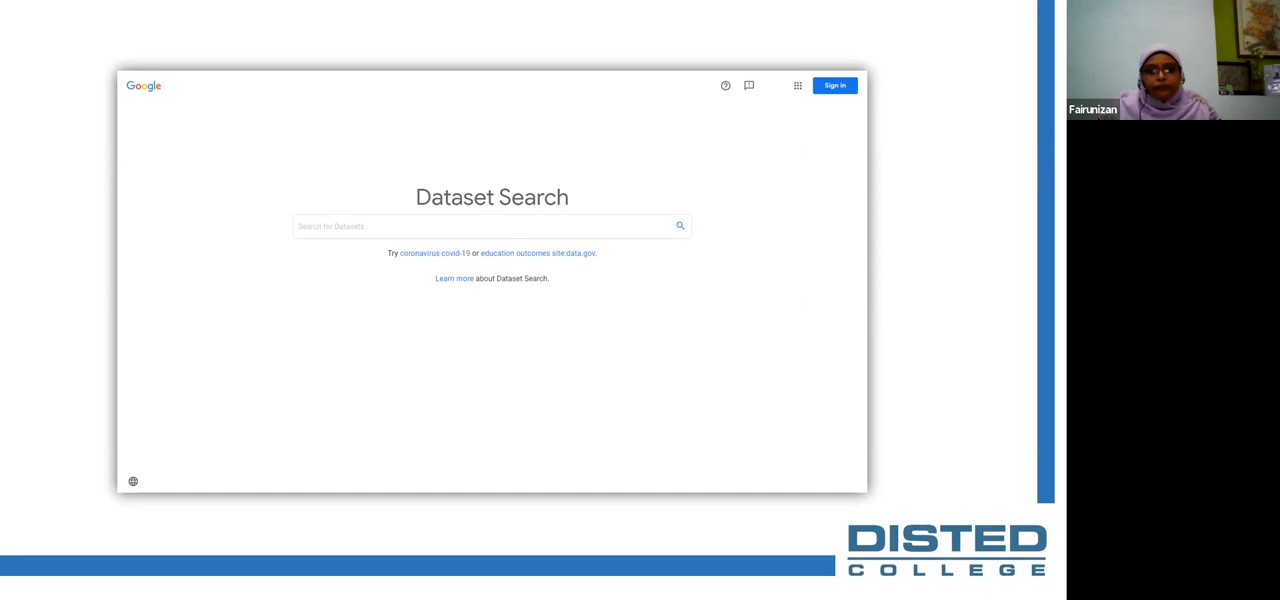 Google
Sign in
Fairunizan
Dataset Search
Search for Datasets
Try coronavirus covid-19 or education outcomes site:data.gov.
Learn more about Dataset Search.
DISTED
COLLEGE